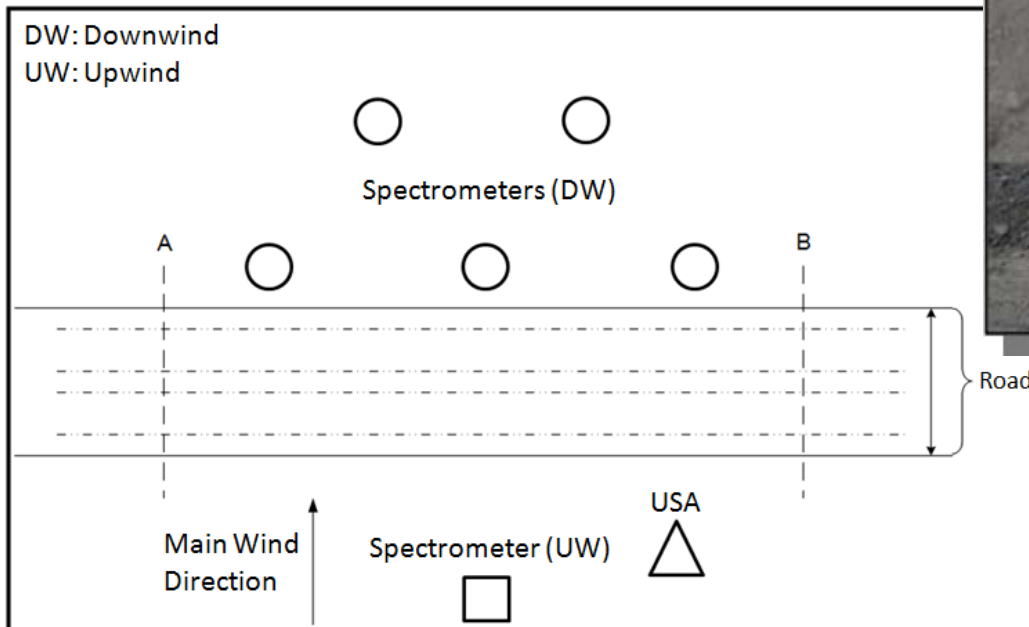 DW: Downwind
UW: Upwind
Spectrometers (DW)
A
B
Road
USA
Main Wind
Direction
Spectrometer (UW)